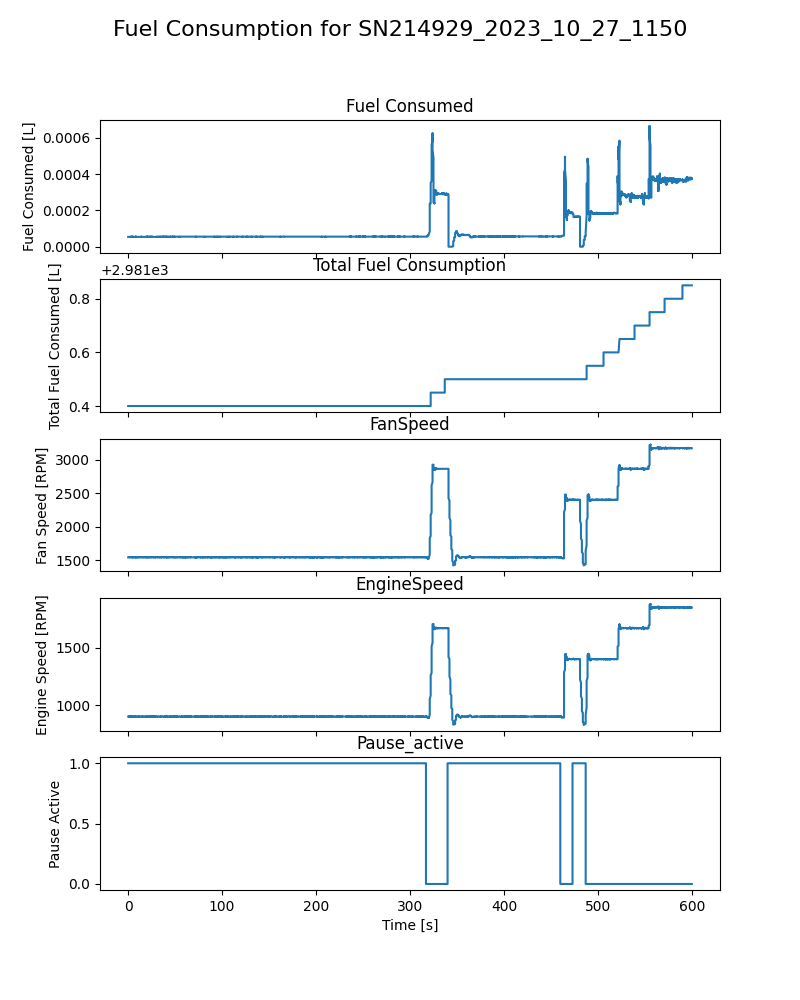 Fuel Consumption for SN214929_2023_10_27_1150
Fuel Consumed
Fuel Consumed [L]
0.0006
0.0004
0.0002
0.0000
+2.981e3
Total Fuel Consumption
Total Fuel Consumed [L]
0.8
0.6
0.4
FanSpeed
Fan Speed [RPM]
3000
2500
2000
1500
EngineSpeed
Engine Speed [RPM]
1500
1000
Pause_active
Pause Active
1.0
0.5
0.0
0 100 200 300 400 500 600
Time [s]